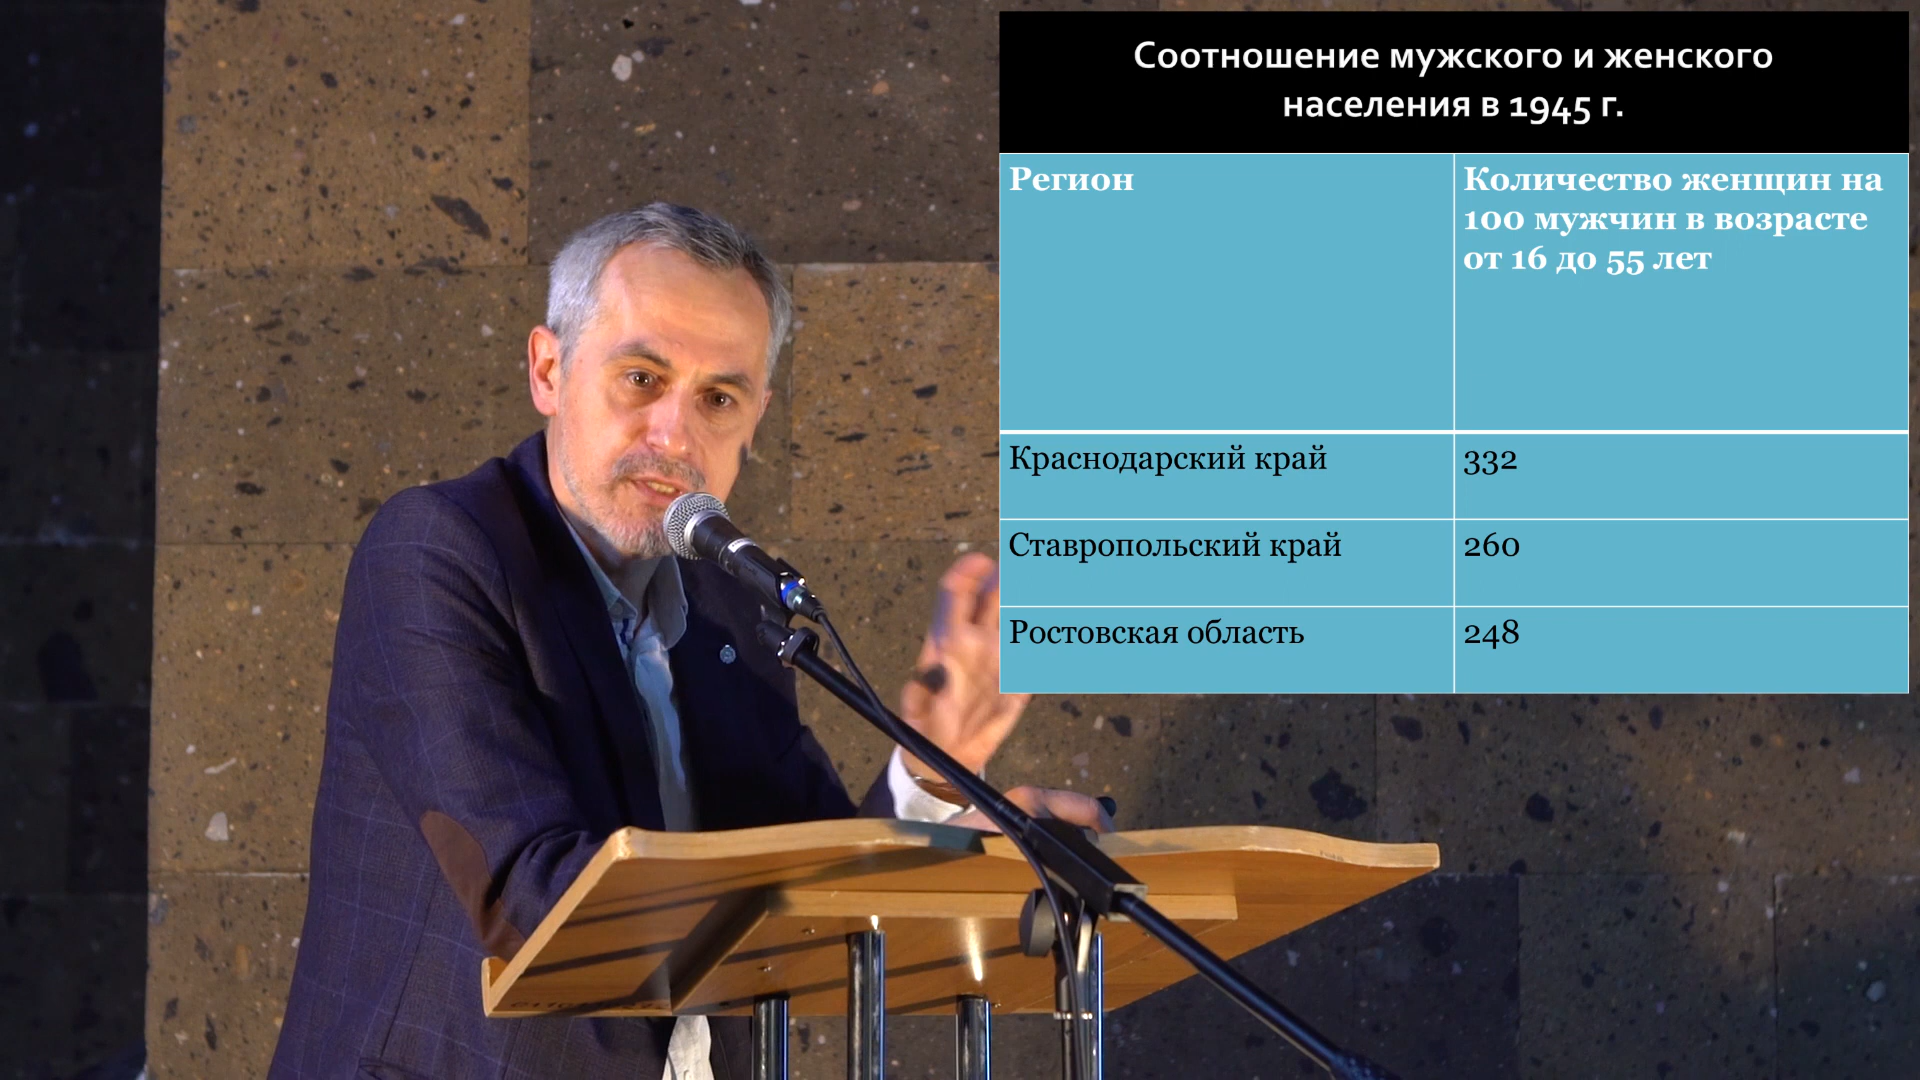 Соотношение мужского и женского
населения в 1945 г.
Регион
Количество женщин на
100 мужчин в возрасте
от 16 до 55 лет
Краснодарский край
332
Ставропольский край
260
Ростовская область
248